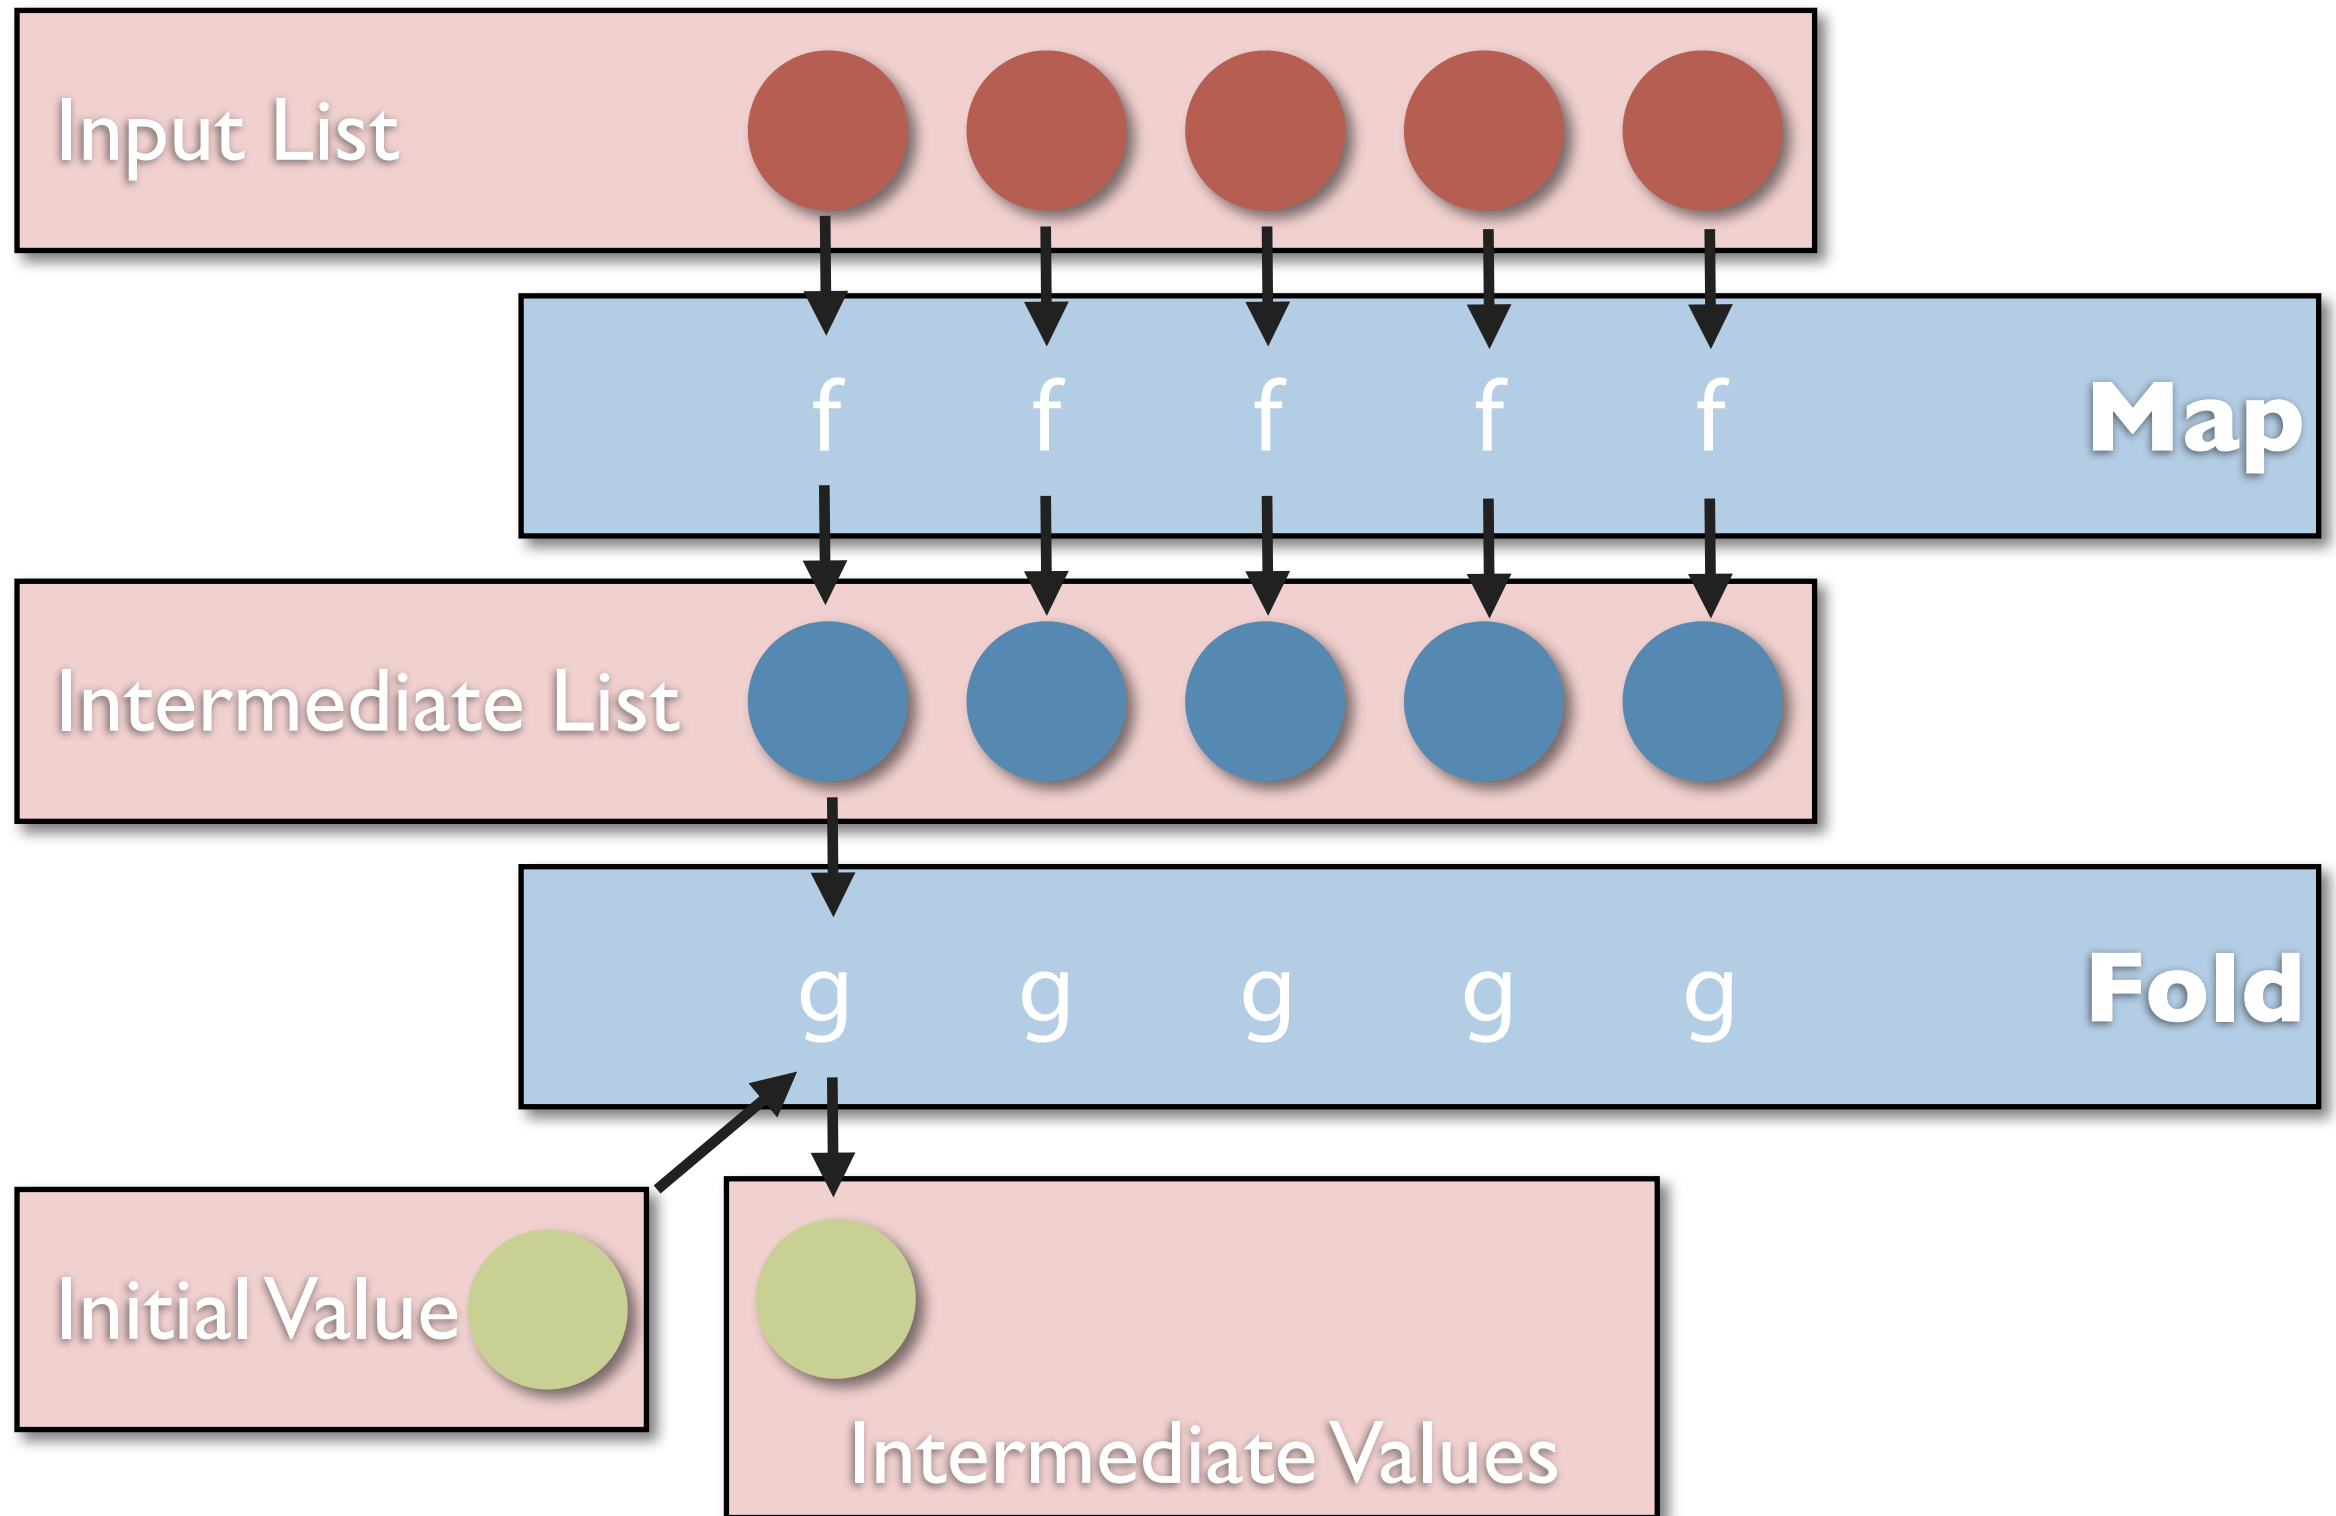 Input List
f f f f f
Map
Intermediate List
g g g g g
Fold
Initial Value
Intermediate Values